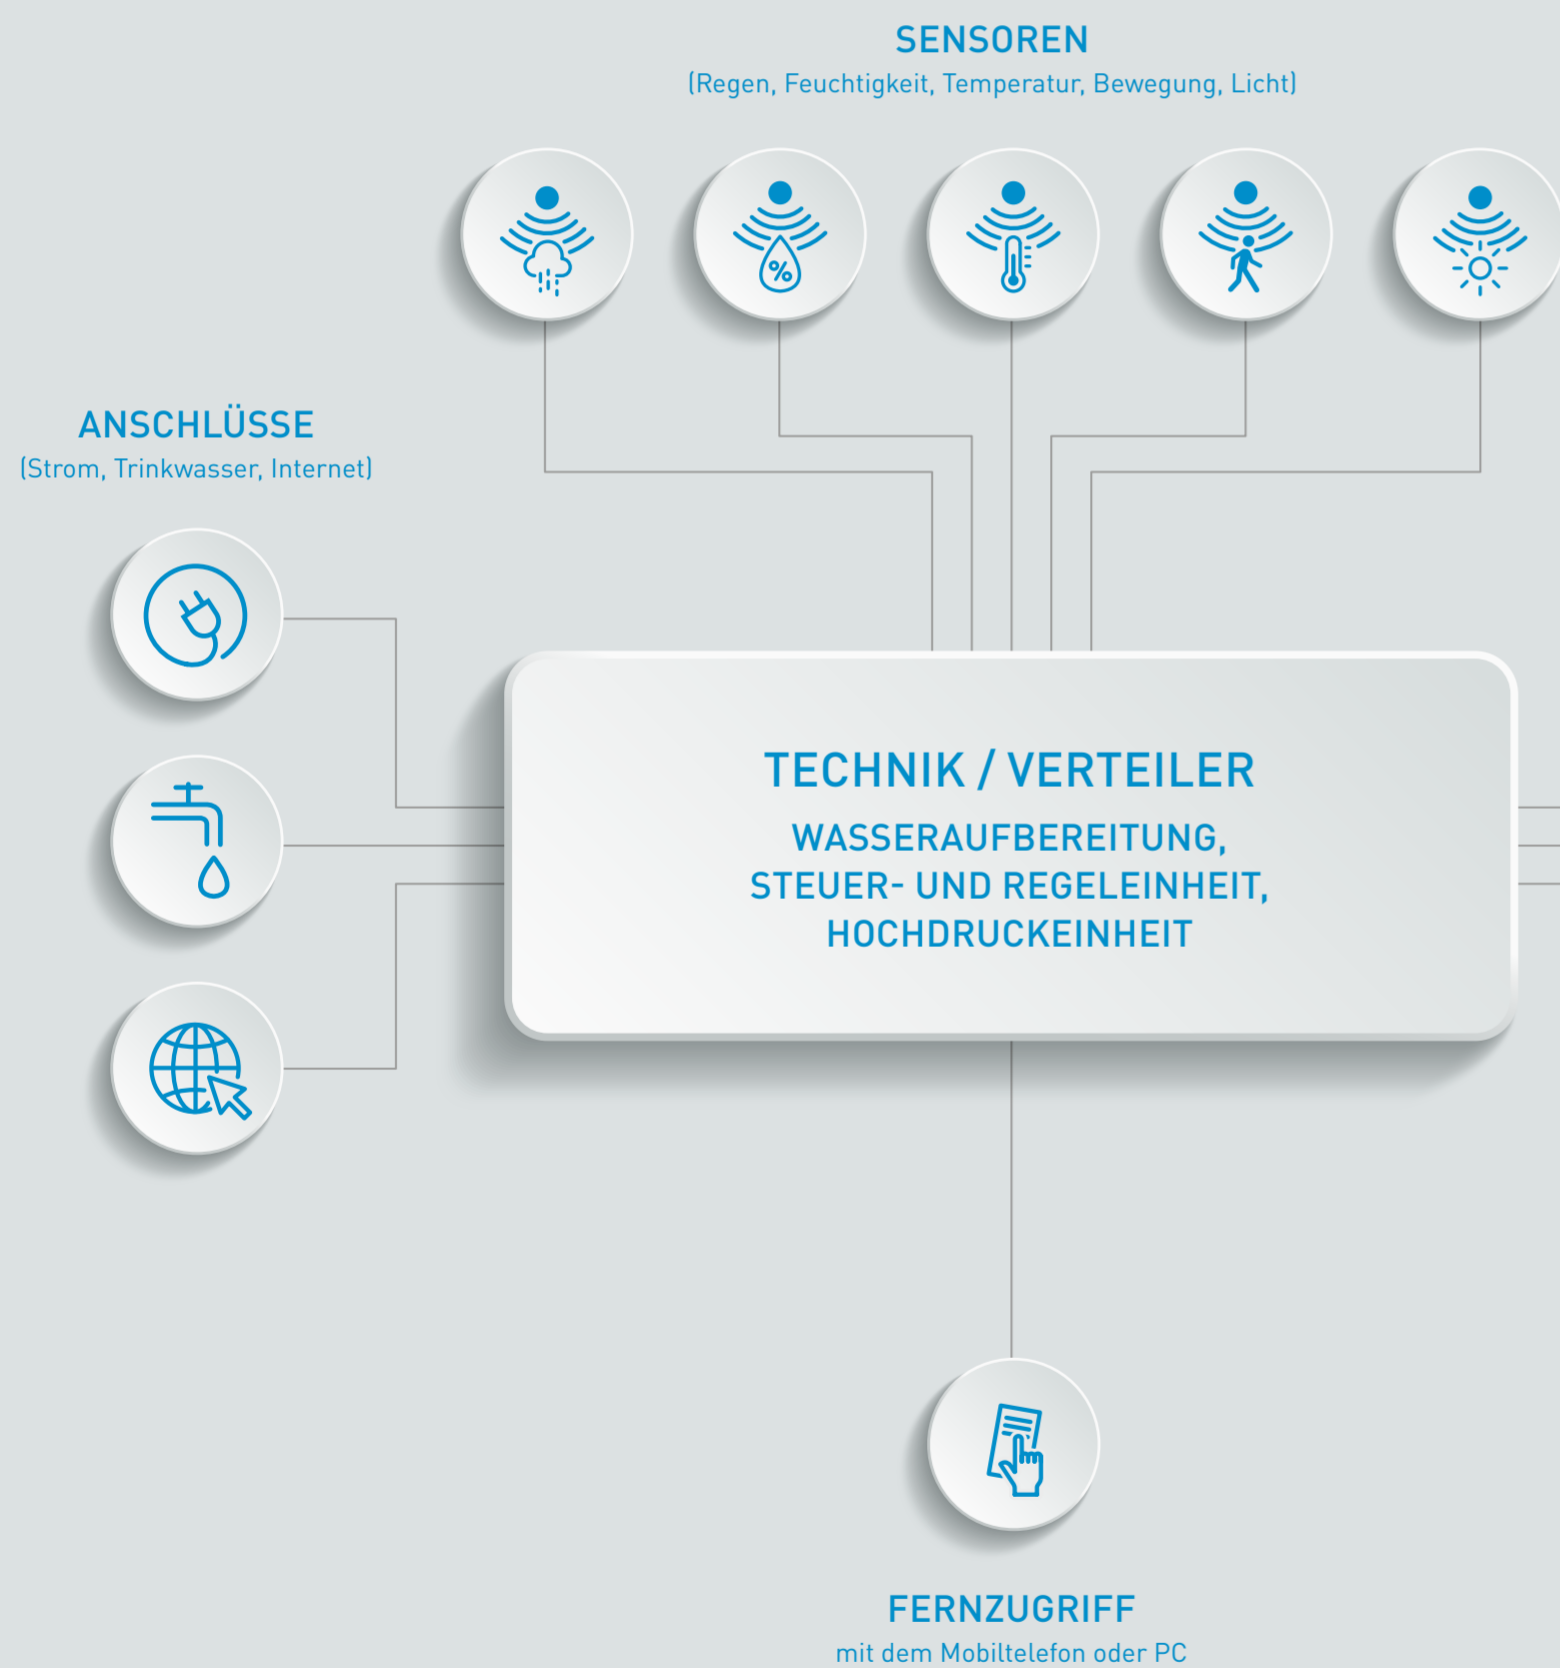 SENSOREN
(Regen, Feuchtigkeit, Temperatur, Bewegung, Licht)
%
ANSCHLÜSSE
(Strom, Trinkwasser, Internet)
TECHNIK / VERTEILER
WASSERAUFBEREITUNG,
STEUER- UND REGELEINHEIT,
HOCHDRUCKEINHEIT
FERNZUGRIFF
mit dem Mobiltelefon oder PC